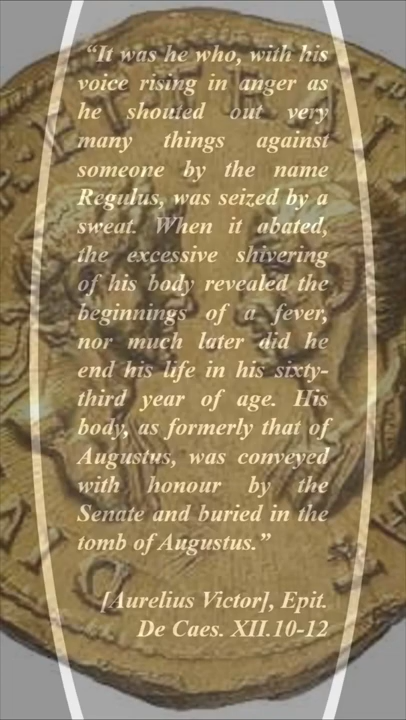 “It was he who, with his
voice rising in anger as
he shouted out very
many things against
someone by the name
Regulus, was seized by a
sweat. When it abated,
the excessive shivering
of his body revealed the
beginnings of a fever,
nor much later did he
end his life in his sixty-
third year of age. His
body, as formerly that of
Augustus, was conveyed
with honour by the
Senate and buried in the
tomb of Augustus.”
[Aurelius Victor], Epit.
De Caes. XII.10-12